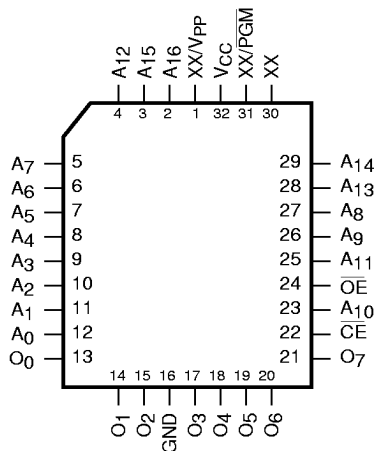 A12 A15 A16 XX/VPP VCC XX/PGM XX
4 3 2 1 32 31 30
A7 5 29 A14
A6 6 28 A13
A5 7 27 A8
A4 8 26 A9
A3 9 25 A11
A2 10 24 OE
A1 11 23 A10
A0 12 22 CE
O0 13 21 O7
14 15 16 17 18 19 20
O1 O2 GND O3 O4 O5 O6